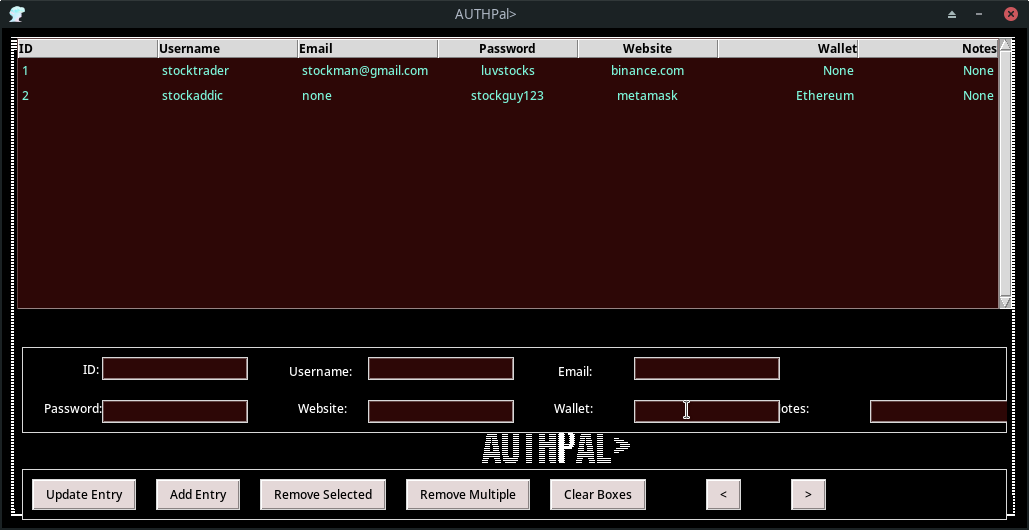 AUTHPal>
ID Username Email Password Website Wallet Notes
1 stocktrader stockman@gmail.com luvstocks binance.com None None
2 stockaddic none stockguy123 metamask Ethereum None
ID: Username: Email:
Password: Website: Wallet: otes:
AUTHPAL>
Update Entry Add Entry Remove Selected Remove Multiple Clear Boxes < >